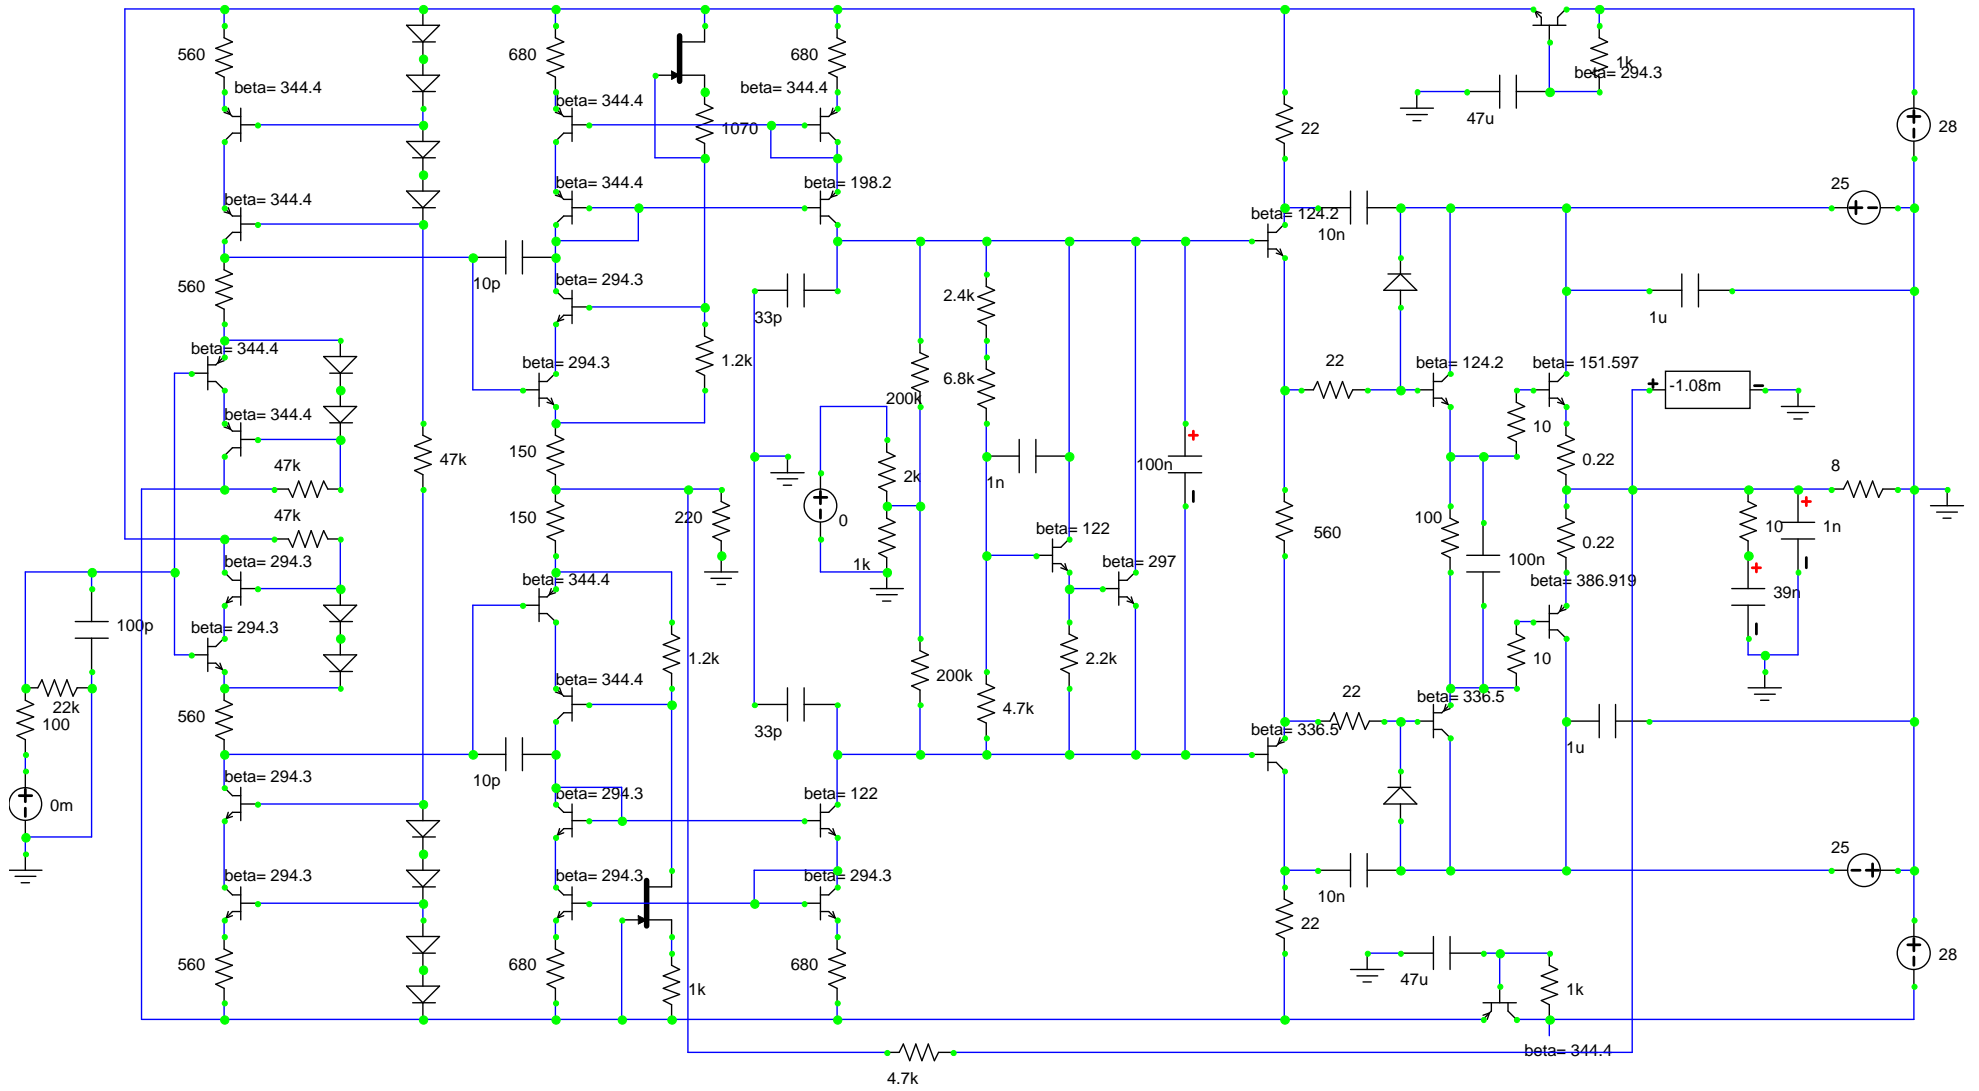 560
680
680
1k
beta= 294.3
beta= 344.4
beta= 344.4
beta= 344.4
1070
47u
22
28
beta= 344.4
beta= 344.4
beta= 198.2
25
beta= 124.2
10n
560
10p
beta= 294.3
33p
2.4k
1u
beta= 344.4
beta= 294.3
1.2k
22
beta= 124.2
beta= 151.597
-1.08m
6.8k
200k
beta= 344.4
10
150
47k
47k
2k
1n
100n
0.22
8
47k
150
220
0
1k
beta= 122
beta= 297
560
100
100n
0.22
10
1n
beta= 294.3
beta= 344.4
beta= 386.919
39n
100p
beta= 294.3
1.2k
2.2k
10
200k
22k
100
560
beta= 344.4
4.7k
22
beta= 336.5
beta= 336.5
33p
1u
10p
beta= 294.3
beta= 294.3
beta= 122
0m
25
beta= 294.3
beta= 294.3
beta= 294.3
10n
22
560
680
1k
680
47u
1k
28
beta= 344.4
4.7k